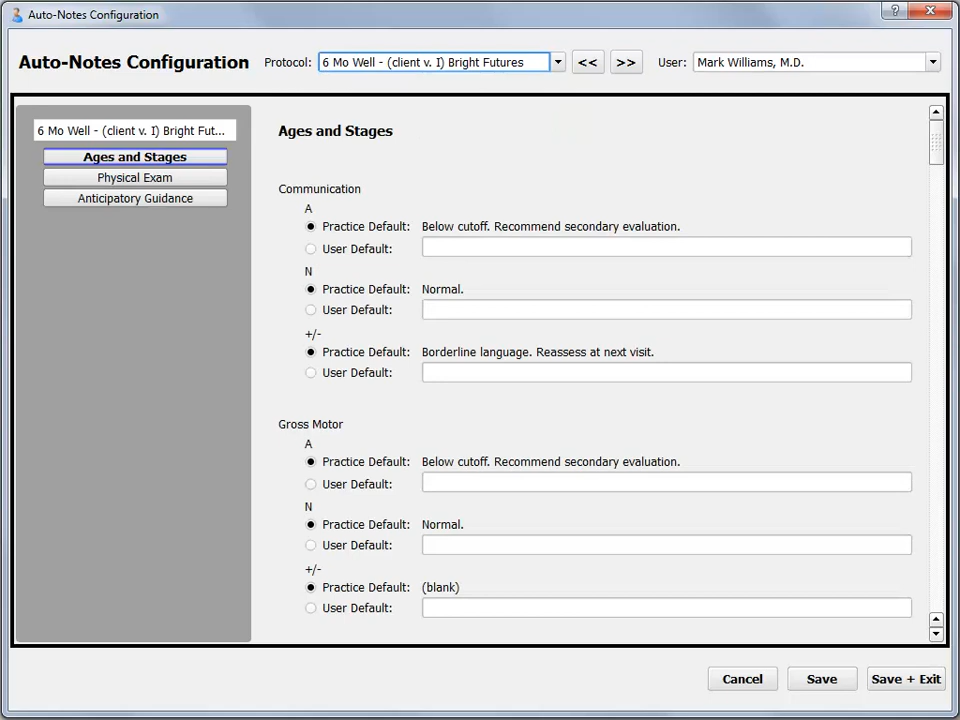 Auto-Notes Configuration
?
Auto-Notes Configuration Protocol: 6 Mo Well - (client v. I) Bright Futures << >> User: Mark Williams, M.D.
6 Mo Well - (client v. I) Bright Fut...
Ages and Stages
Physical Exam
Anticipatory Guidance
Ages and Stages
Communication
A
Practice Default: Below cutoff. Recommend secondary evaluation.
User Default:
N
Practice Default: Normal.
User Default:
+/-
Practice Default: Borderline language. Reassess at next visit.
User Default:
Gross Motor
A
Practice Default: Below cutoff. Recommend secondary evaluation.
User Default:
N
Practice Default: Normal.
User Default:
+/-
Practice Default: (blank)
User Default:
Cancel Save Save + Exit